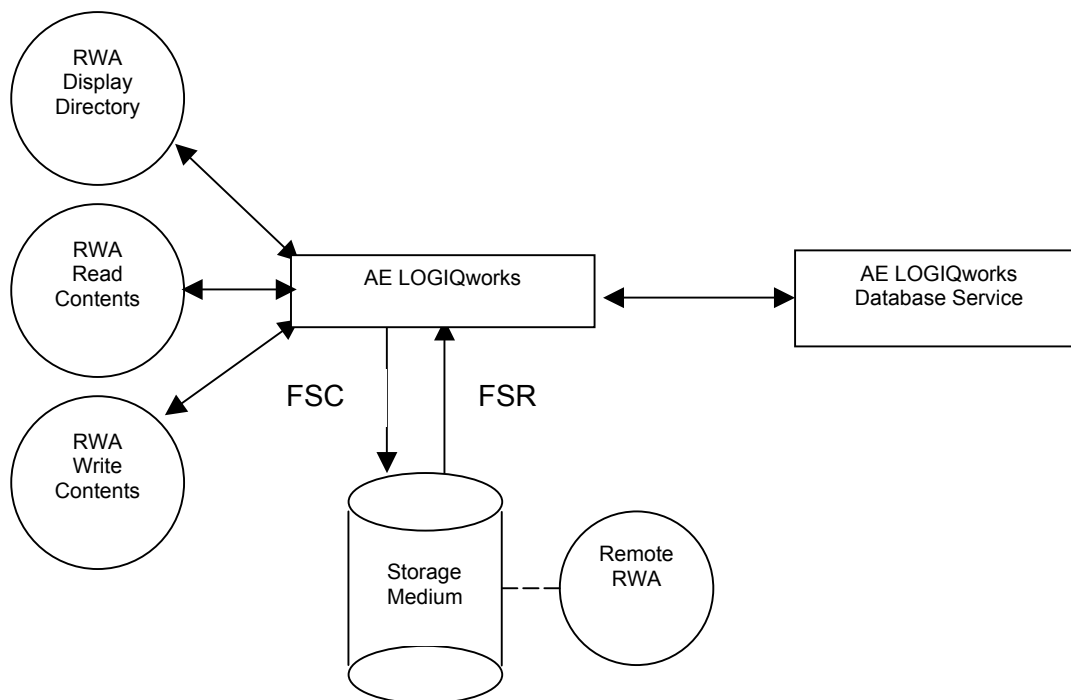 RWA
Display
Directory
RWA
Read
Contents
AE LOGIQworks
AE LOGIQworks
Database Service
FSC
FSR
RWA
Write
Contents
Storage
Medium
Remote
RWA